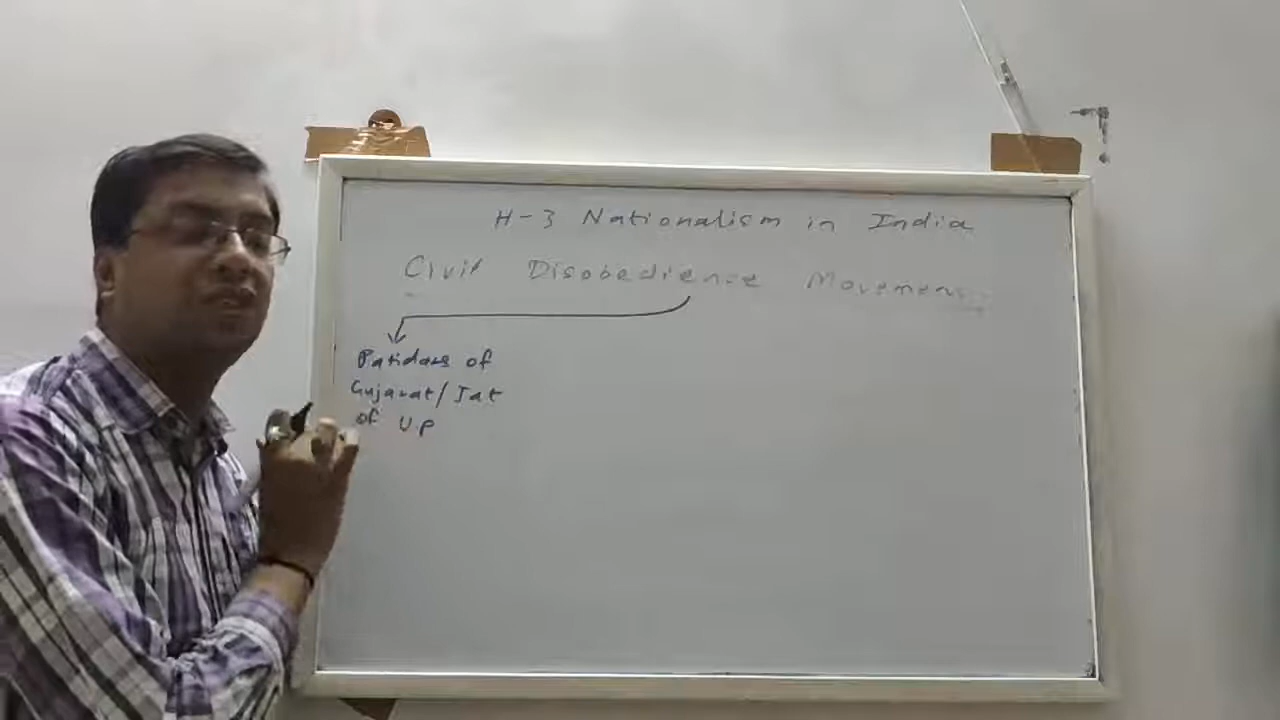 H-3 Nationalism in India
Civil Disobedience Movement
Patidars of
Gujarat/Jat
of U.P